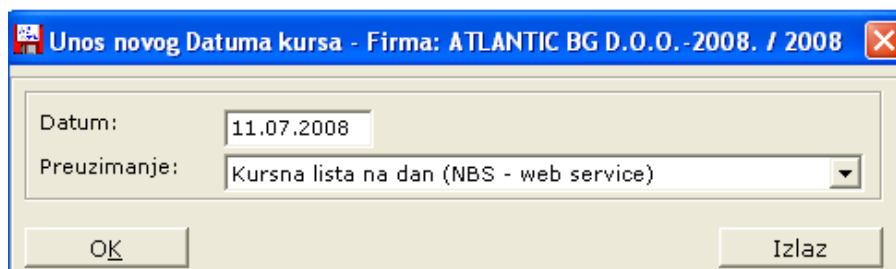 Unos novog Datuma kursa - Firma: ATLANTIC BG D.O.O.-2008. / 2008
Datum: 11.07.2008
Preuzimanje: Kursna lista na dan (NBS - web service)
OK Izlaz